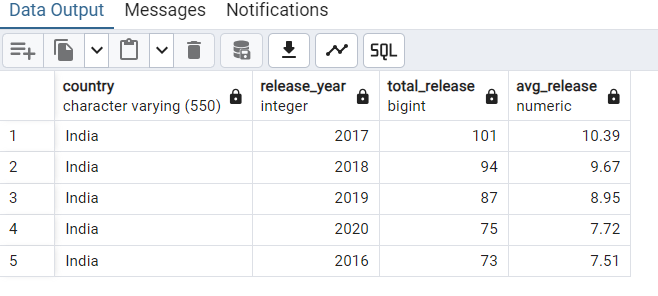 Data Output Messages Notifications
SQL
country release_year total_release avg_release
character varying (550) integer bigint numeric
1 India 2017 101 10.39
2 India 2018 94 9.67
3 India 2019 87 8.95
4 India 2020 75 7.72
5 India 2016 73 7.51